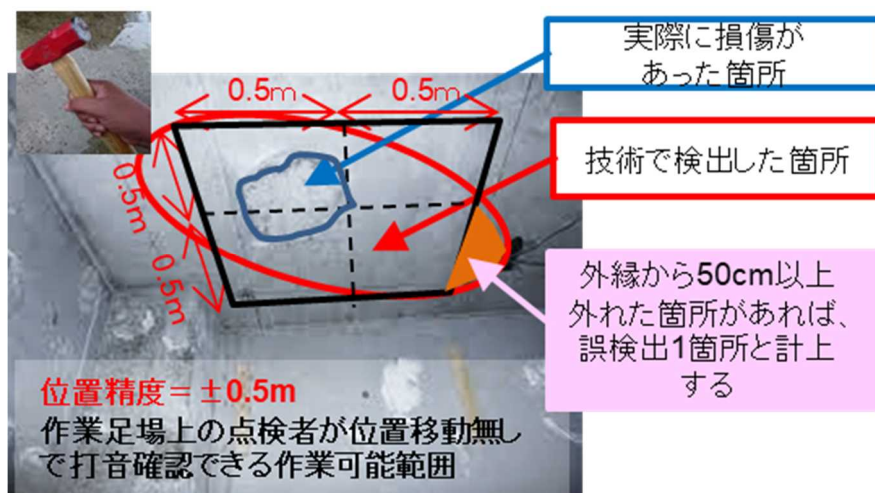 実際に損傷が
あった箇所
0.5m
0.5m
0.5m
0.5m
技術で検出した箇所
外縁から50cm以上
外れた箇所があれば、
誤検出1箇所と計上
する
位置精度＝±0.5m
作業足場上の点検者が位置移動無し
で打音確認できる作業可能範囲